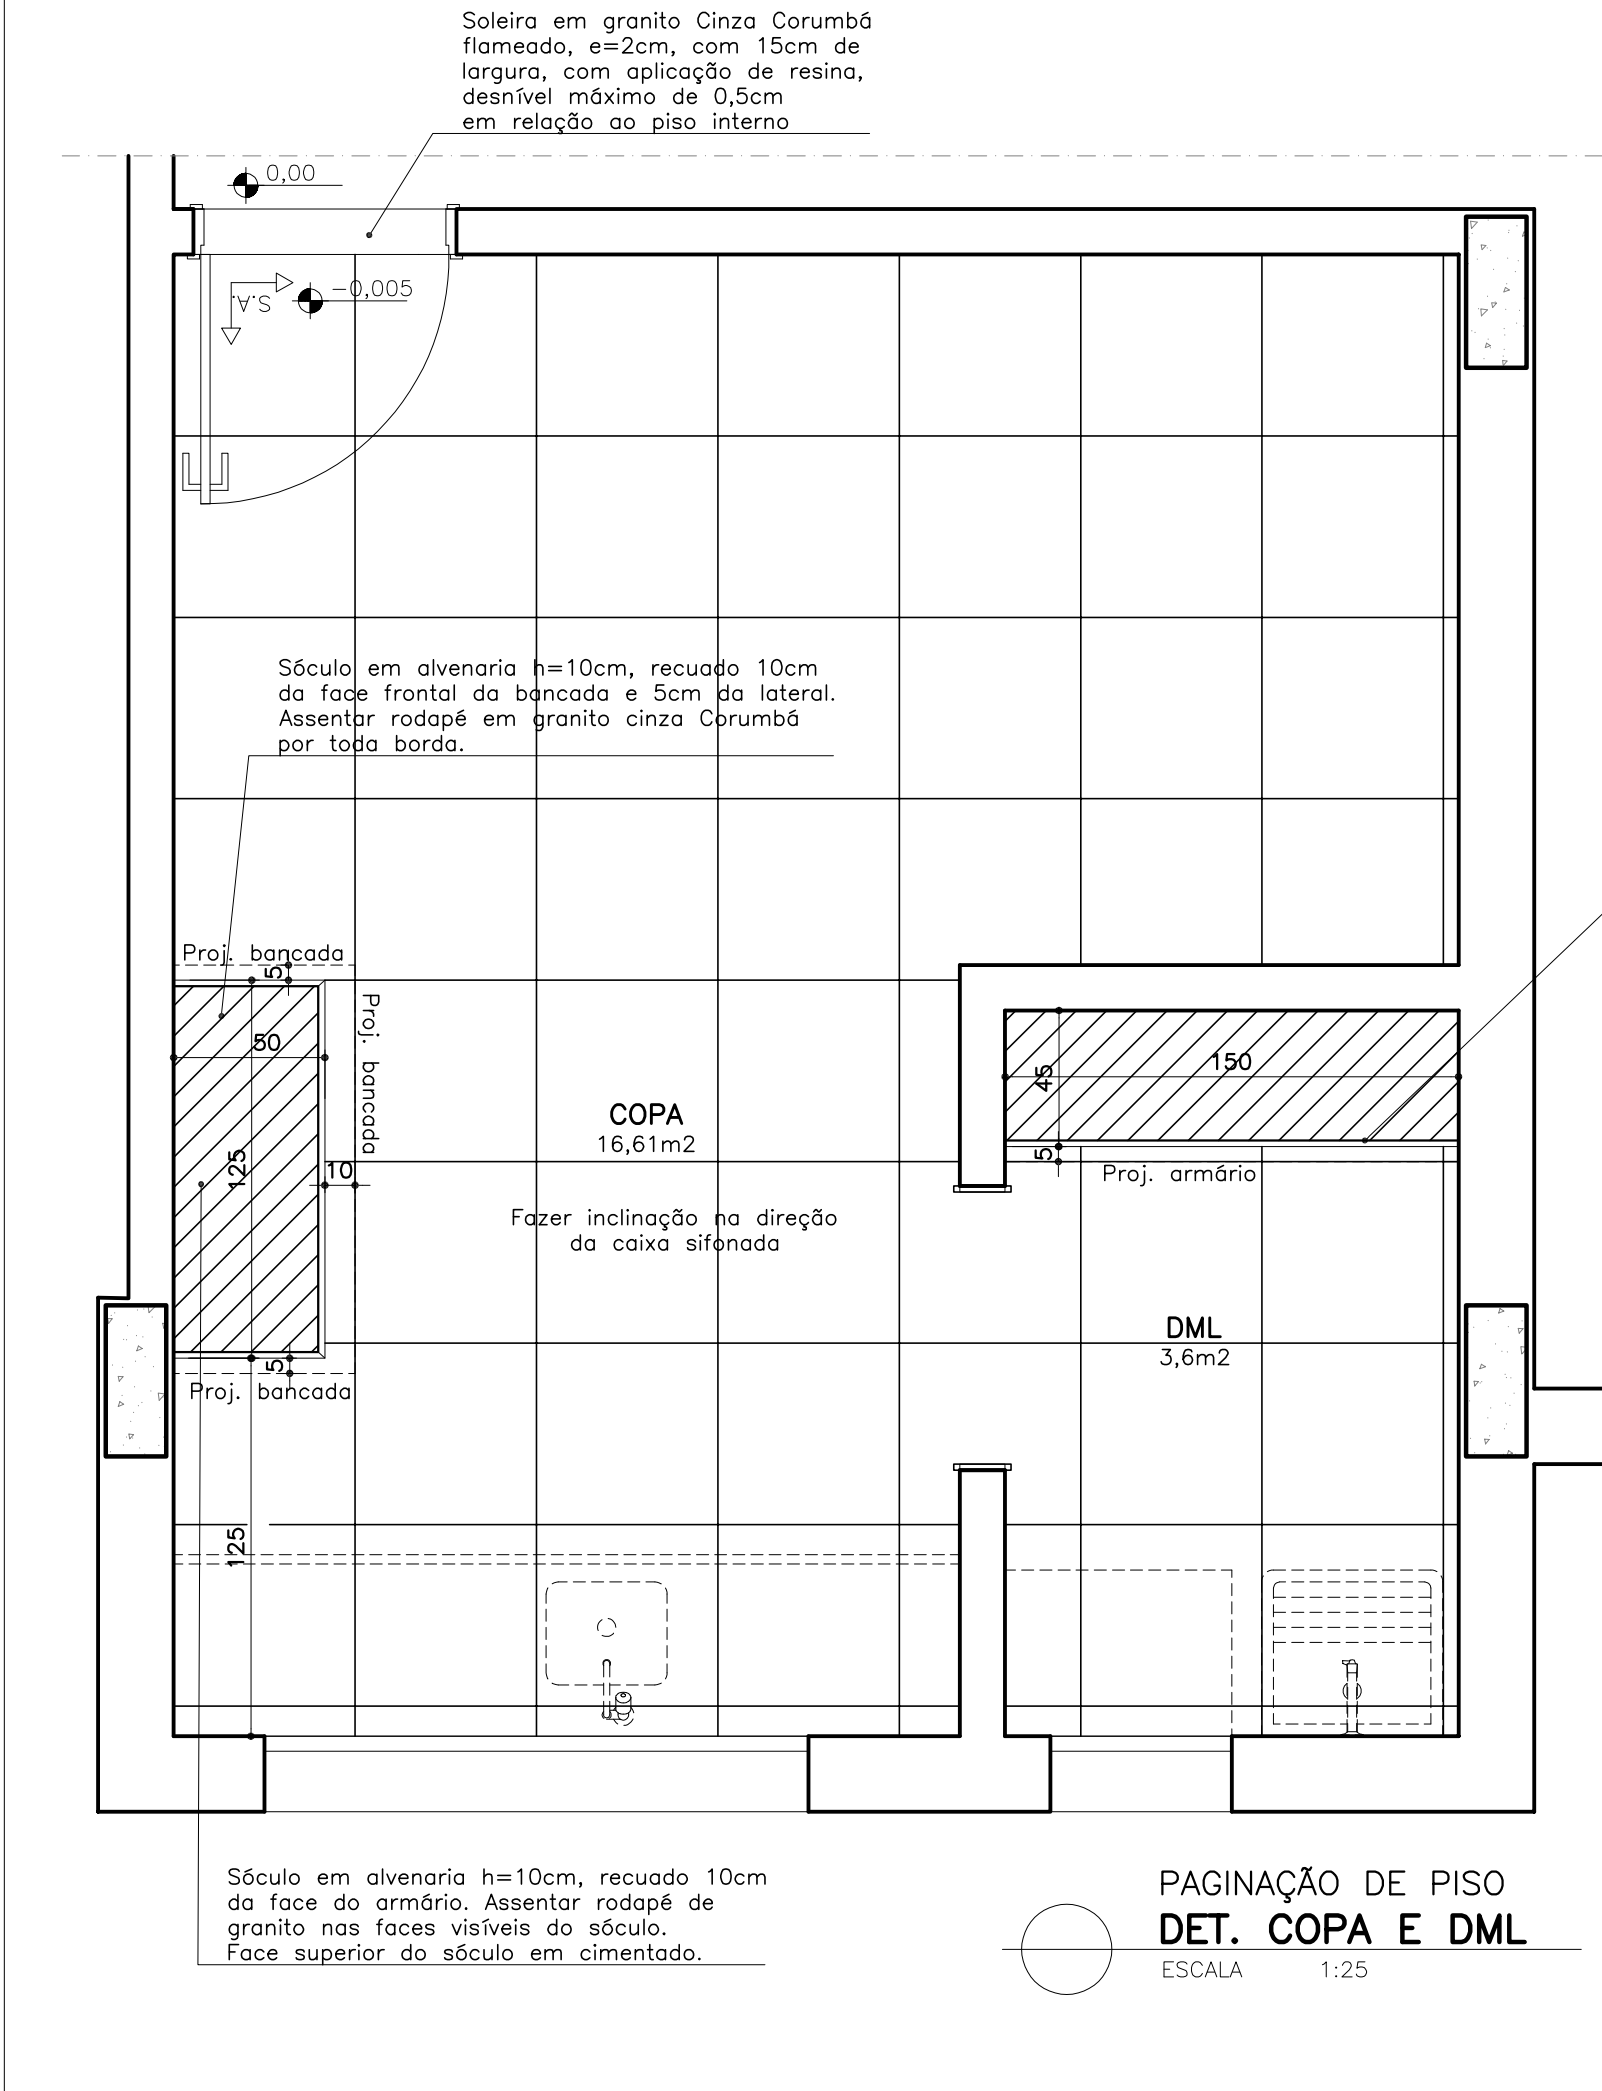 Soleira em granito Cinza Corumbá
flameado, e=2cm, com 15cm de
largura, com aplicação de resina,
desnível máximo de 0,5cm
em relação ao piso interno
0,00
-0,005
S.A.
Sóculo em alvenaria h=10cm, recuado 10cm
da face frontal da bancada e 5cm da lateral.
Assentar rodapé em granito cinza Corumbá
por toda borda.
Proj. bancada
5
Proj. bancada
50
125
10
COPA
16,61m2
Fazer inclinação na direção
da caixa sifonada
150
45
5
Proj. armário
DML
3,6m2
5
Proj. bancada
125
Sóculo em alvenaria h=10cm, recuado 10cm
da face do armário. Assentar rodapé de
granito nas faces visíveis do sóculo.
Face superior do sóculo em cimentado.
PAGINAÇÃO DE PISO
DET. COPA E DML
ESCALA 1:25